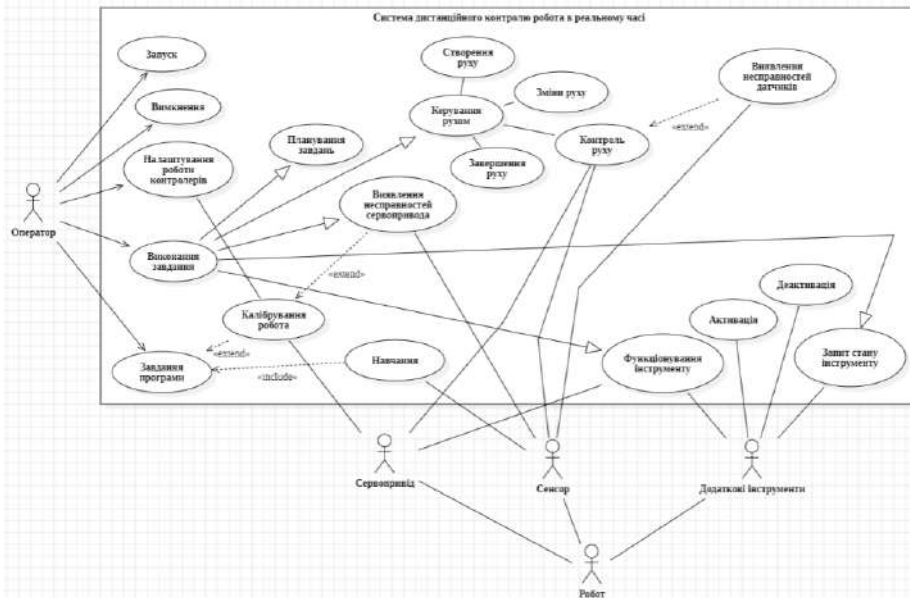 Система дистанційного контролю робота в реальному часі
Запуск
Створення
руху
Виявлення
несправностей
датчиків
Вимкнення
Зміни руху
Керування
рухом
«extend»
Планування
завдань
Контроль
руху
Налаштування
роботи
контролерів
Завершення
руху
Виявлення
несправностей
сервопривода
Оператор
Виконання
завдання
«extend»
Деактивація
Калібрування
робота
Активація
«extend»
Навчання
Функціонування
інструменту
Запит стану
інструменту
Завдання
програми
«include»
Сервопривід
Сенсор
Додаткові інструменти
Робот